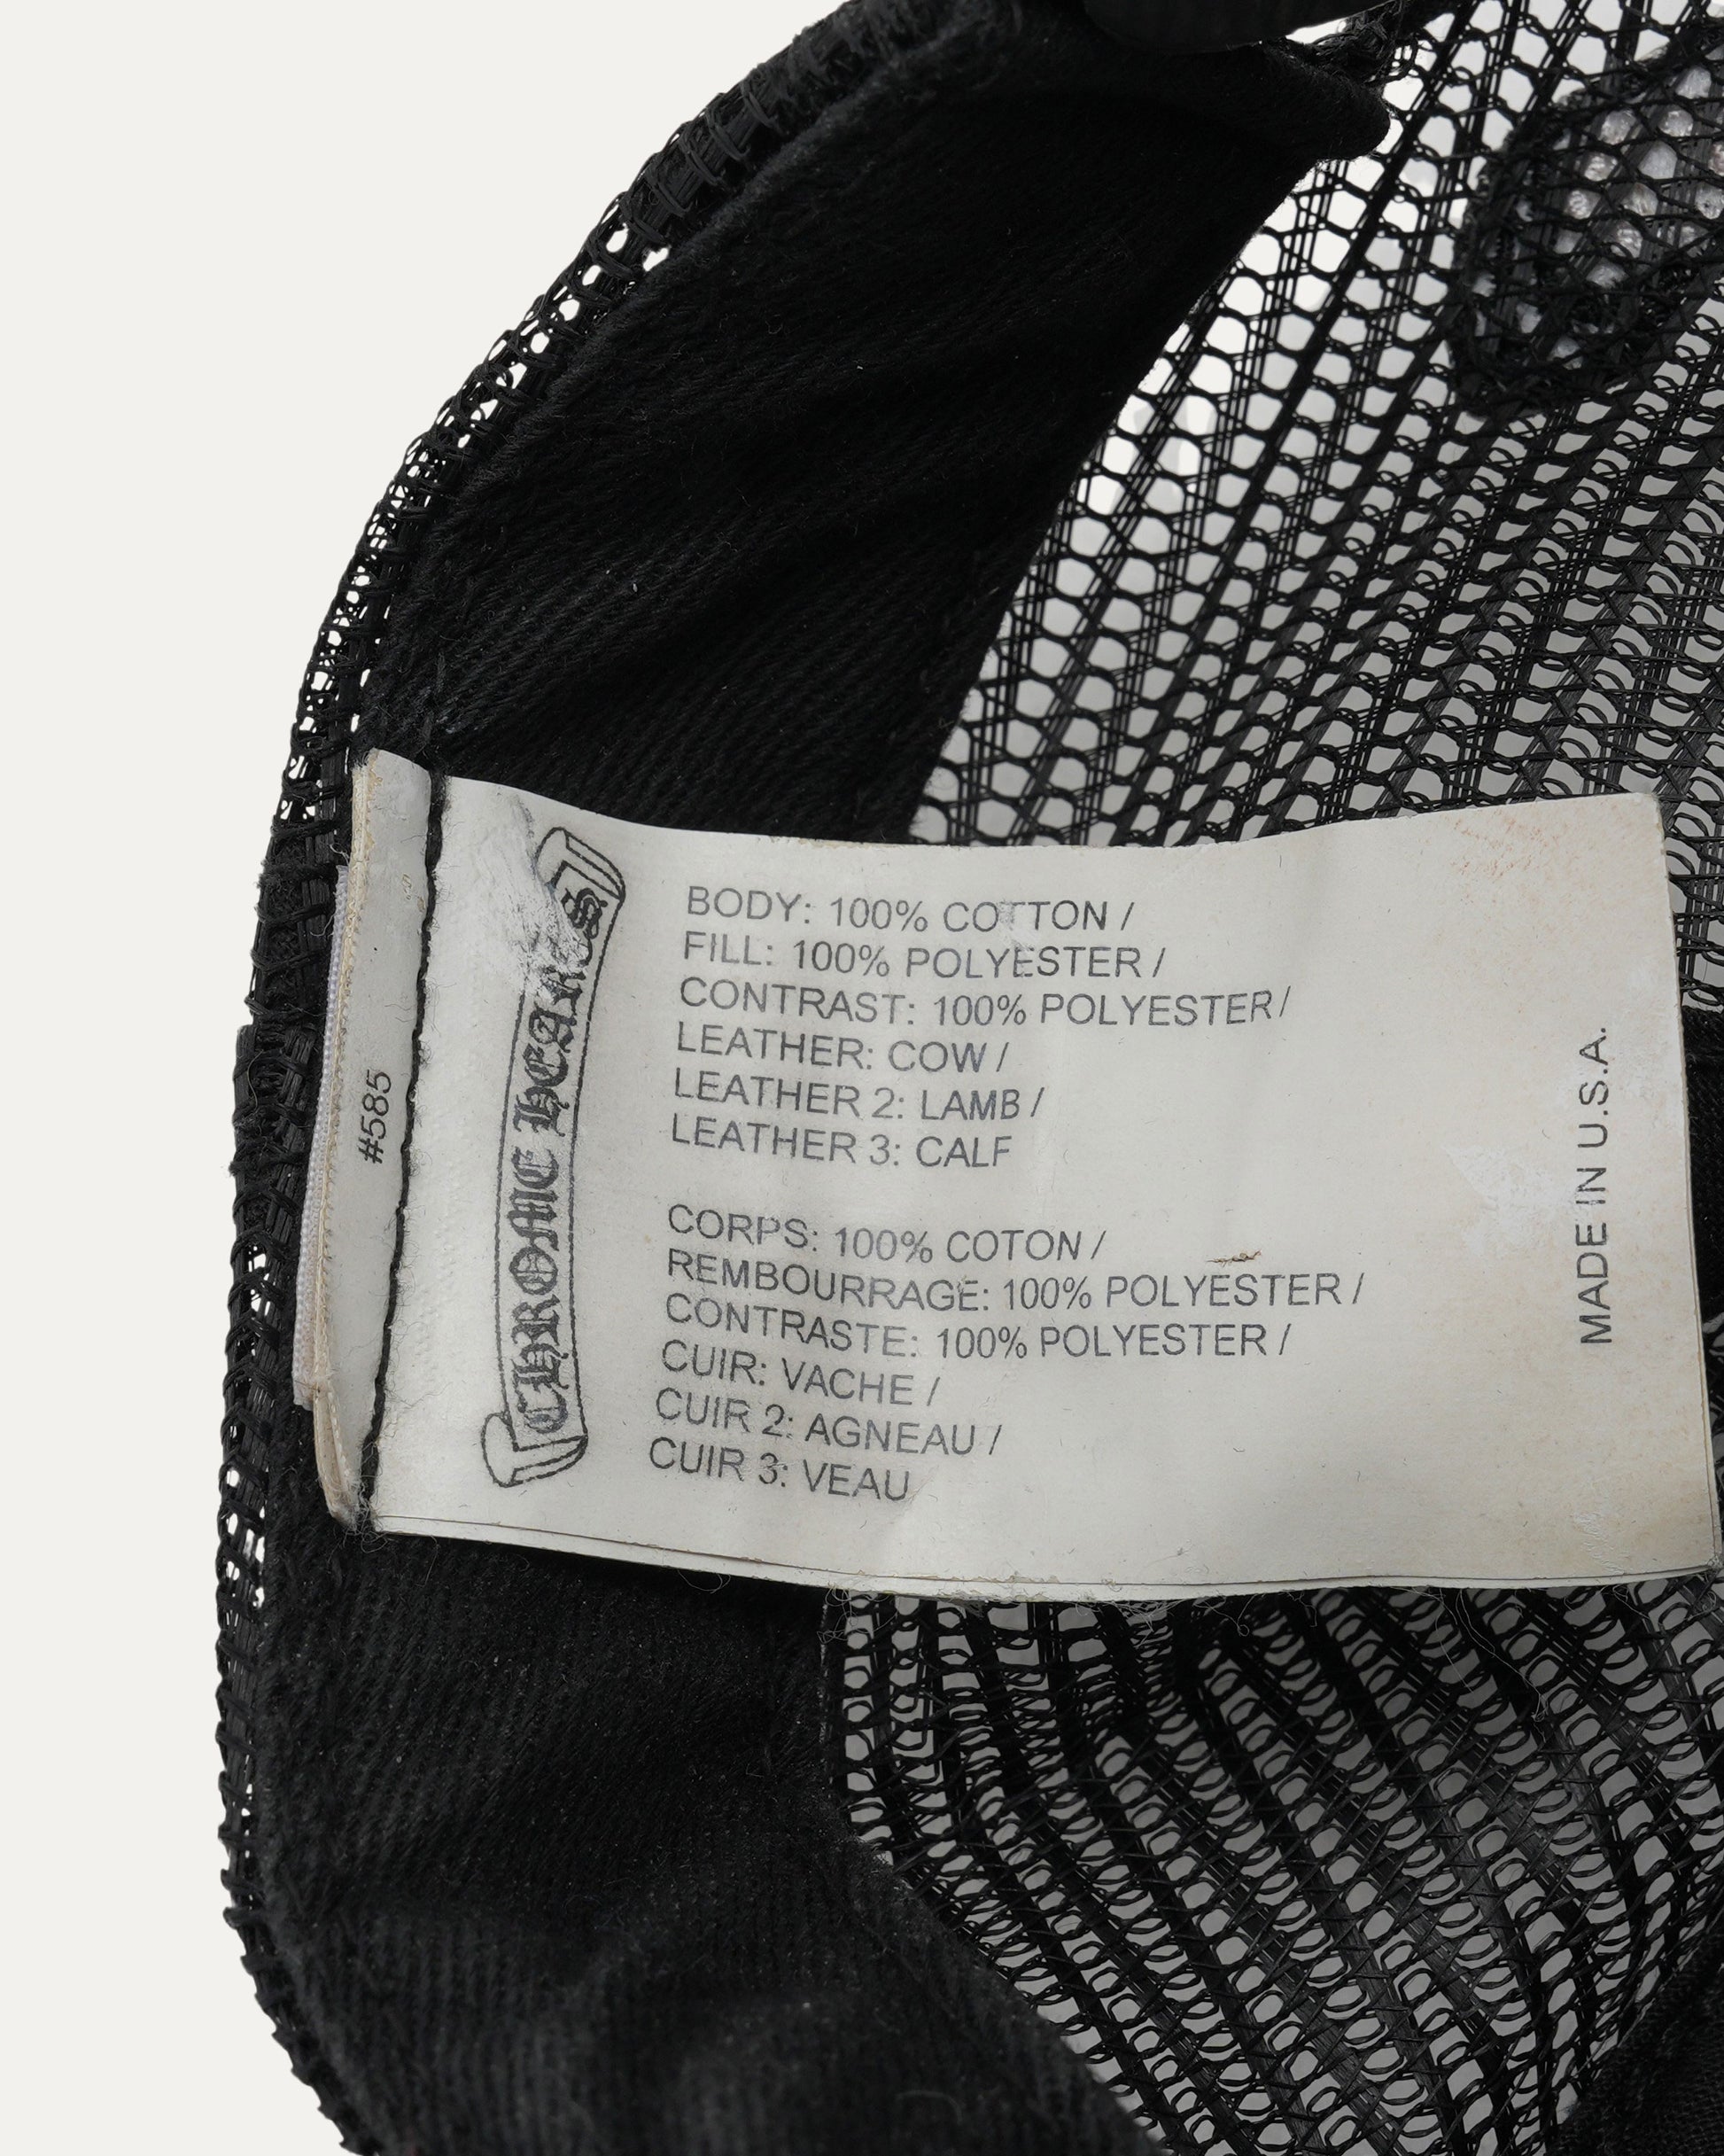 #585
CHROME HEARTS
BODY: 100% COTTON /
FILL: 100% POLYESTER /
CONTRAST: 100% POLYESTER/
LEATHER: COW /
LEATHER 2: LAMB /
LEATHER 3: CALF
CORPS: 100% COTON /
REMBOURRAGE: 100% POLYESTER /
CONTRASTE: 100% POLYESTER /
CUIR: VACHE /
CUIR 2: AGNEAU /
CUIR 3: VEAU
MADE IN U.S.A.